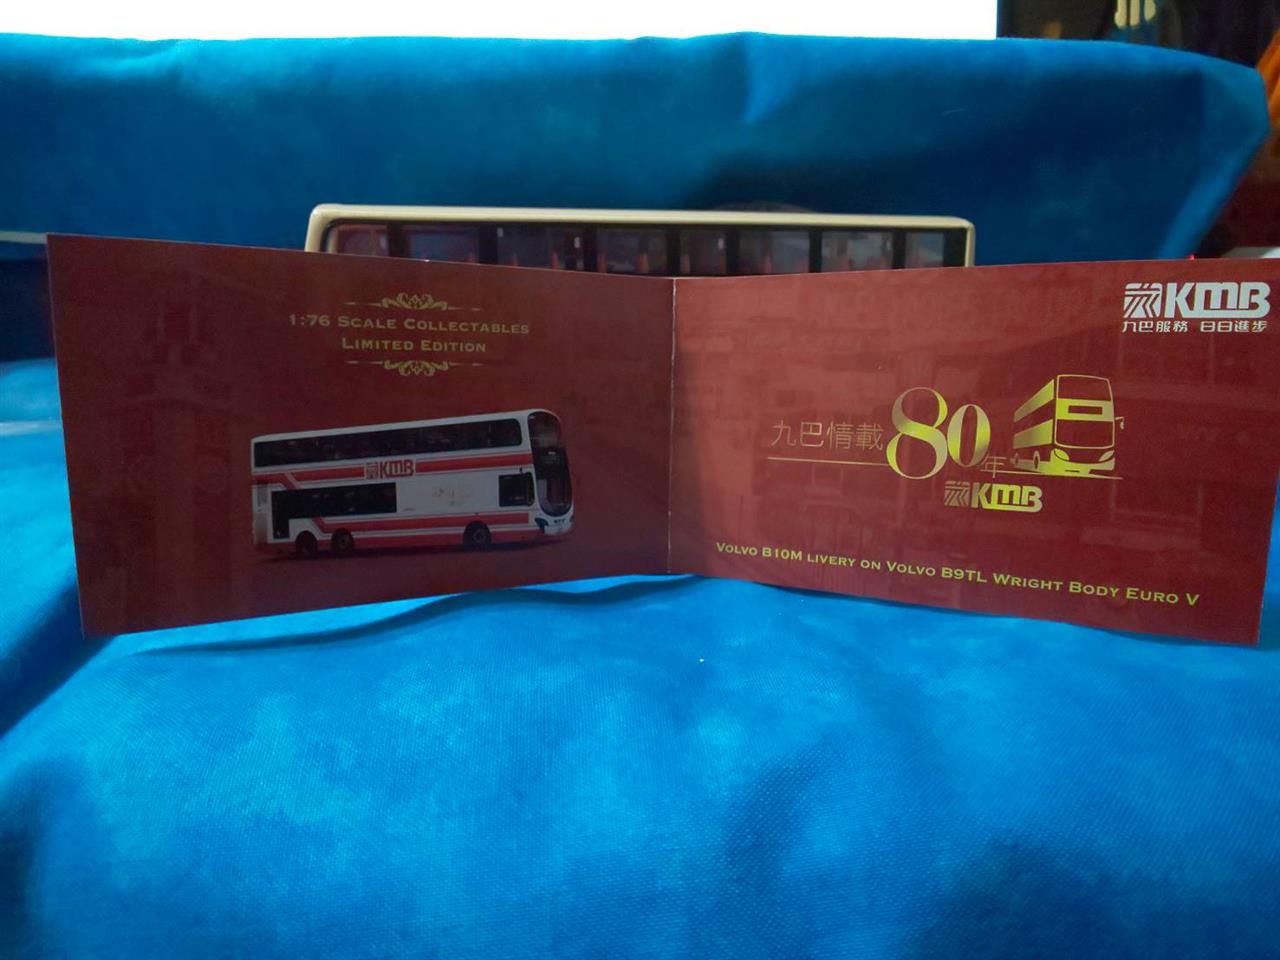 1:76 SCALE COLLECTABLES
LIMITED EDITION
KMB
KMB
九巴服務 日日進步
九巴情載80年
KMB
VOLVO B10M LIVERY ON VOLVO B9TL WRIGHT BODY EURO V